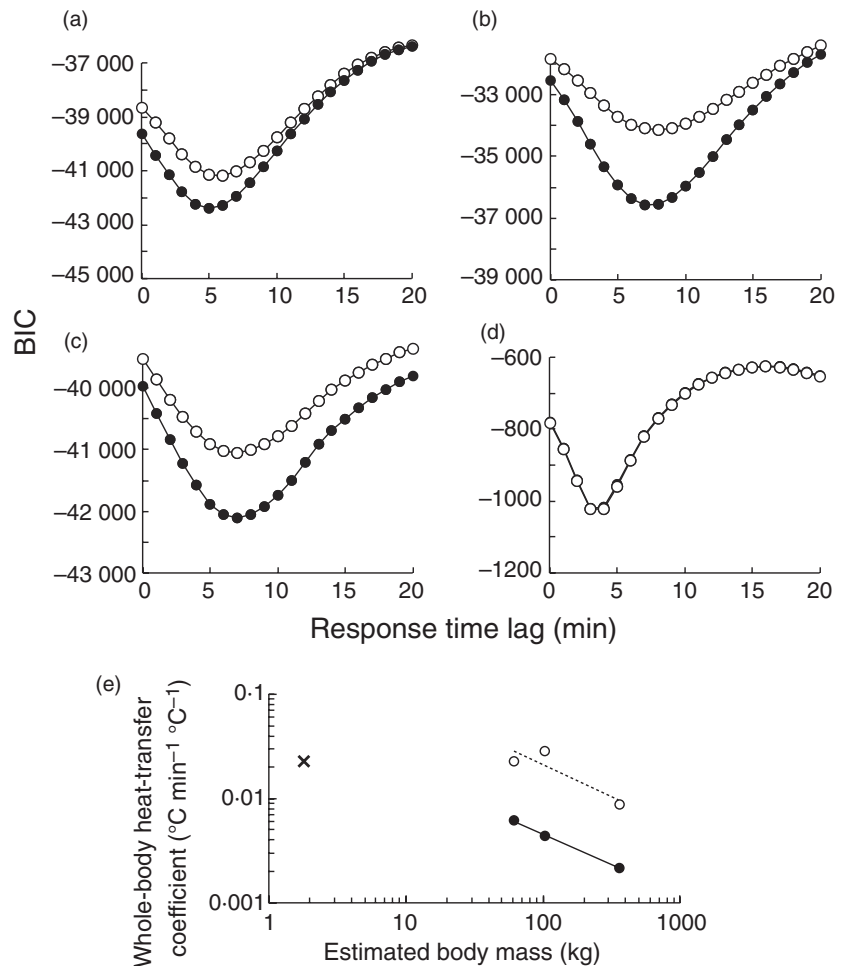 (a)
–37 000
–39 000
–41 000
–43 000
–45 000
0 5 10 15 20
(b)
–33 000
–35 000
–37 000
–39 000
0 5 10 15 20
BIC
(c)
–40 000
–41 000
–42 000
–43 000
0 5 10 15 20
(d)
–600
–800
–1000
–1200
0 5 10 15 20
Response time lag (min)
(e)
Whole-body heat-transfer
coefficient (°C min⁻¹ °C⁻¹)
0·1
0·01
0·001
1 10 100 1000
Estimated body mass (kg)